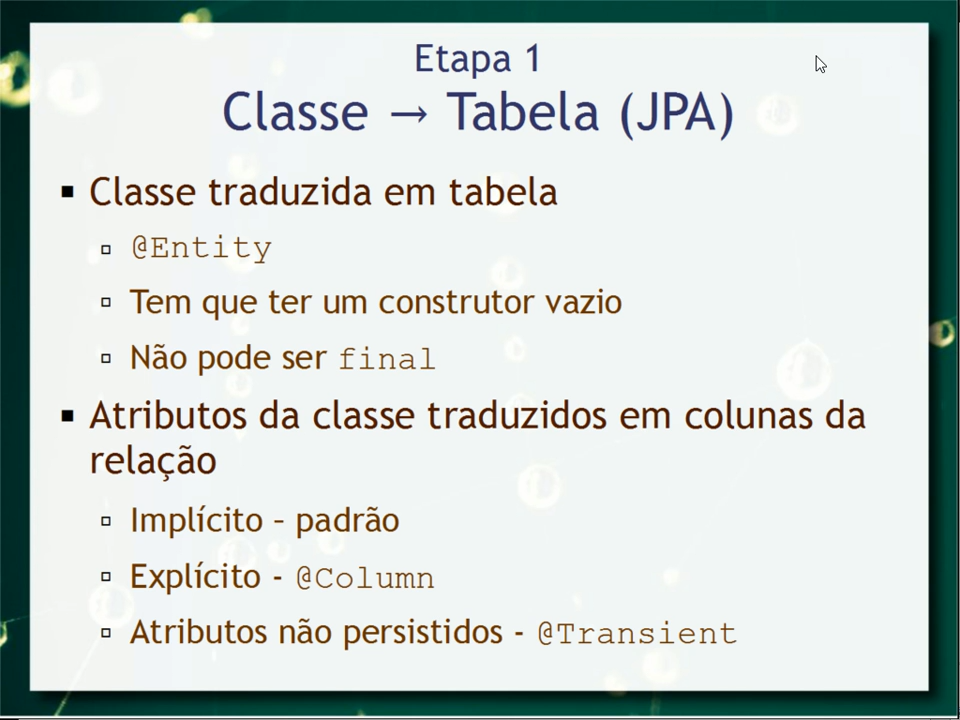 Etapa 1
Classe → Tabela (JPA)
▪ Classe traduzida em tabela
▫ @Entity
▫ Tem que ter um construtor vazio
▫ Não pode ser final
▪ Atributos da classe traduzidos em colunas da
relação
▫ Implícito – padrão
▫ Explícito - @Column
▫ Atributos não persistidos - @Transient